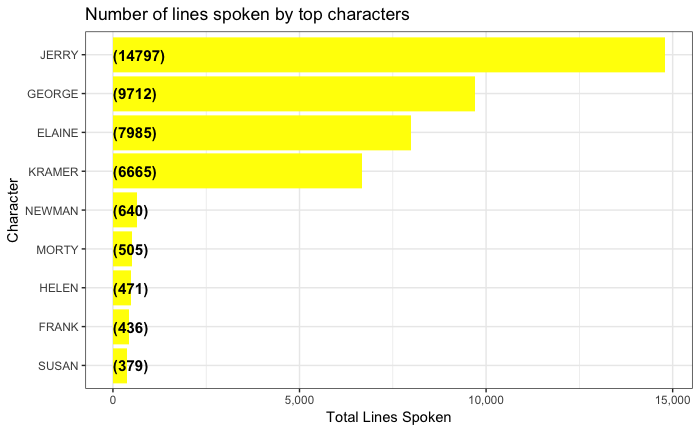 Number of lines spoken by top characters
Character
JERRY (14797)
GEORGE (9712)
ELAINE (7985)
KRAMER (6665)
NEWMAN (640)
MORTY (505)
HELEN (471)
FRANK (436)
SUSAN (379)
0 5,000 10,000 15,000
Total Lines Spoken